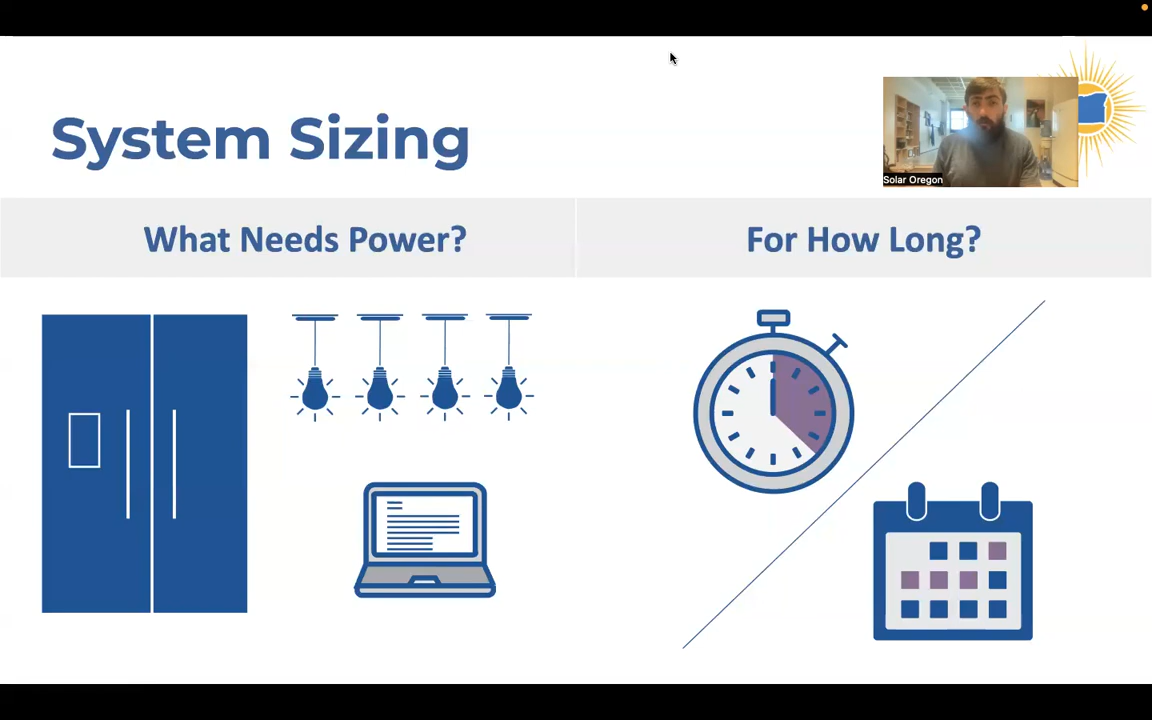 System Sizing
Solar Oregon
What Needs Power?
For How Long?